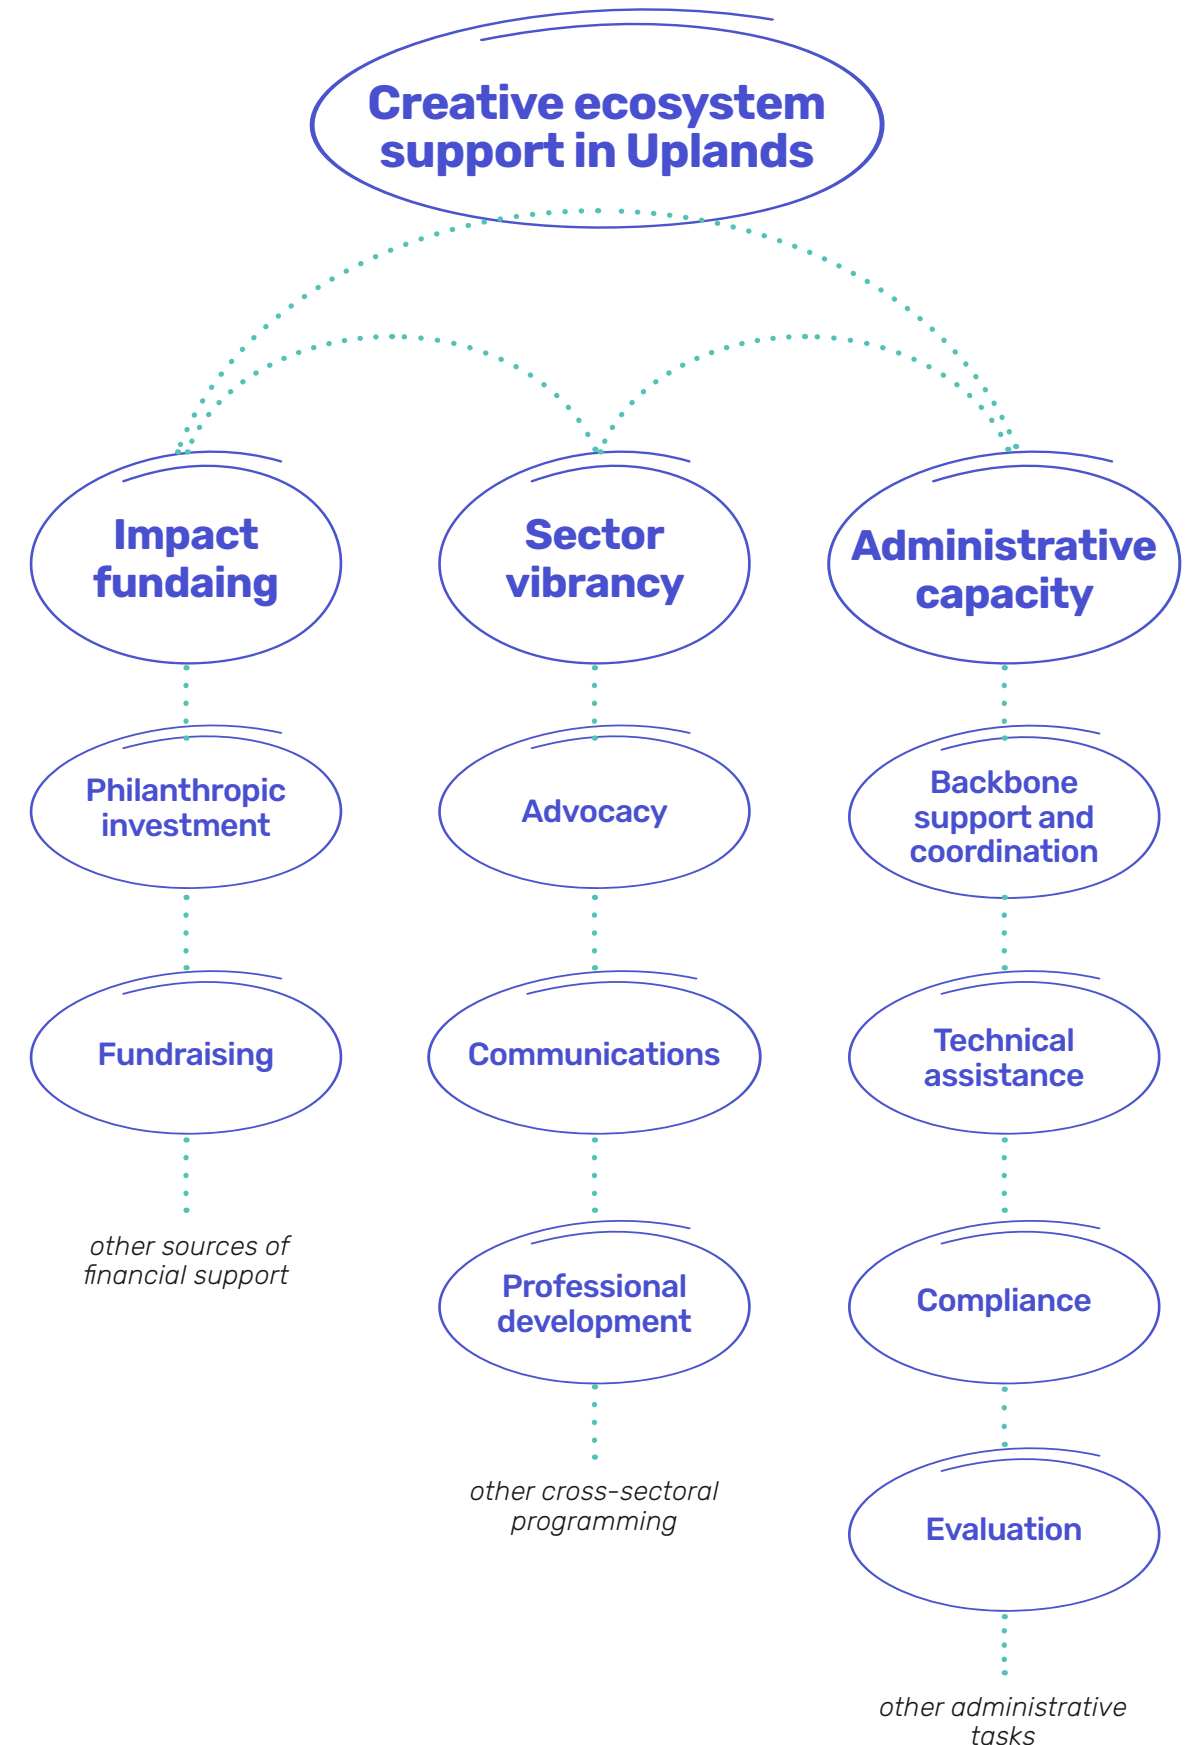 Creative ecosystem
support in Uplands
Impact
fundaing
Sector
vibrancy
Administrative
capacity
Philanthropic
investment
Advocacy
Backbone
support and
coordination
Fundraising
Communications
Technical
assistance
other sources of
financial support
Professional
development
Compliance
other cross-sectoral
programming
Evaluation
other administrative
tasks